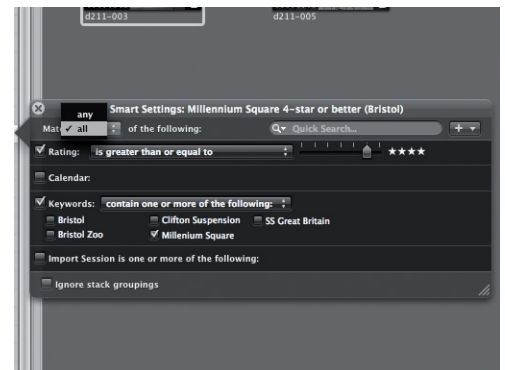 d211-003
d211-005
Smart Settings: Millennium Square 4-star or better (Bristol)
any
Mat ✓ all of the following: Quick Search...
Rating: is greater than or equal to ★★★★
Calendar:
Keywords: contain one or more of the following:
Bristol Clifton Suspension SS Great Britain
Bristol Zoo Millenium Square
Import Session is one or more of the following:
Ignore stack groupings